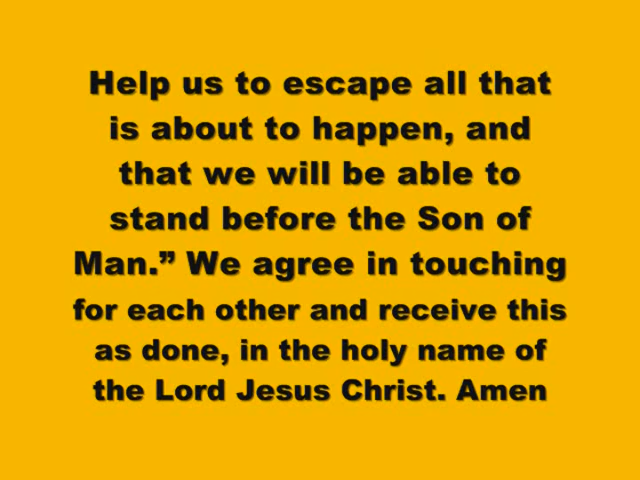 Help us to escape all that
is about to happen, and
that we will be able to
stand before the Son of
Man.” We agree in touching
for each other and receive this
as done, in the holy name of
the Lord Jesus Christ. Amen